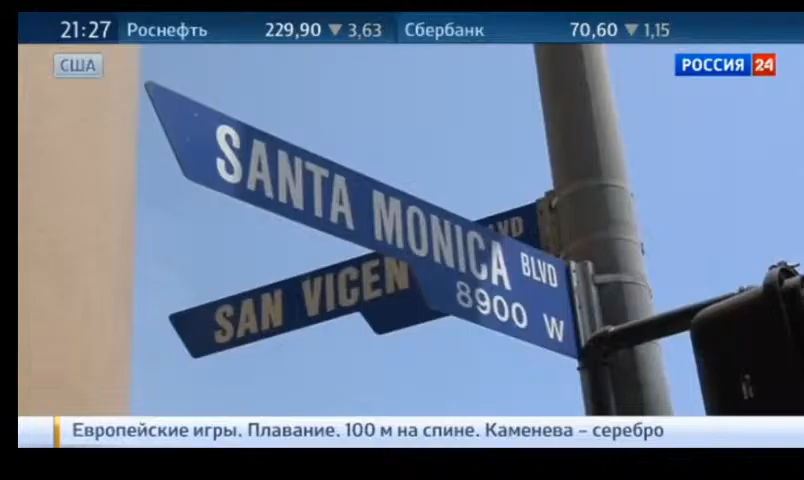 21:27 Роснефть 229,90 ▼ 3,63 Сбербанк 70,60 ▼ 1,15
США
РОССИЯ 24
SANTA MONICA BLVD
8900 W
SAN VICEN
Европейские игры. Плавание. 100 м на спине. Каменева – серебро